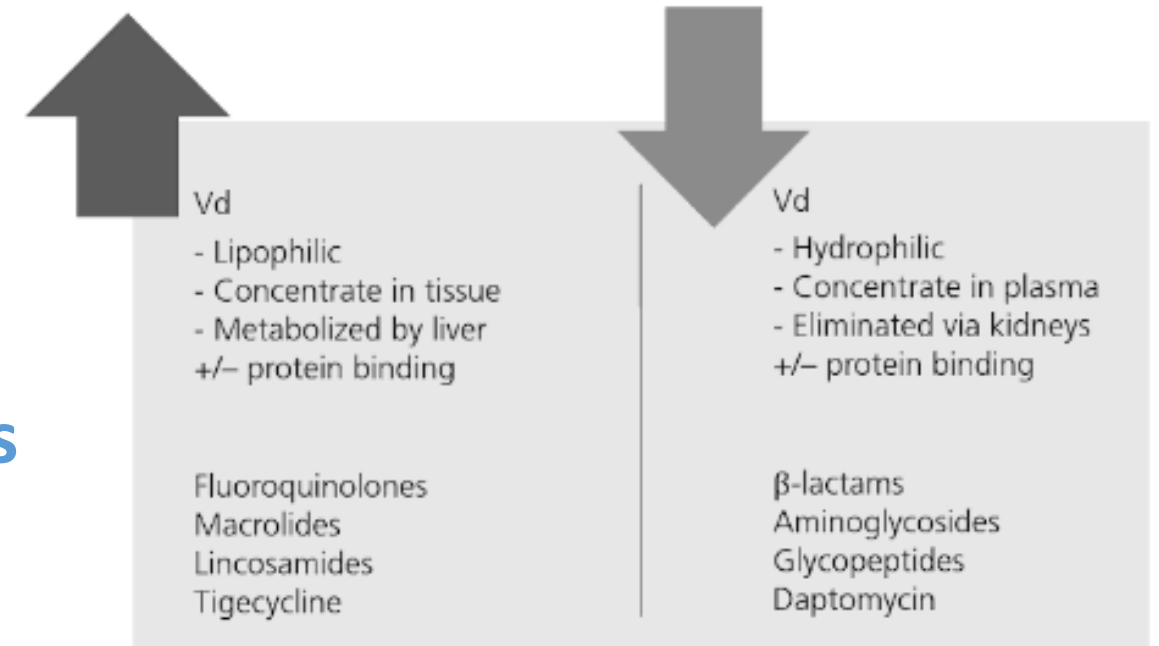 Vd
- Lipophilic
- Concentrate in tissue
- Metabolized by liver
+/– protein binding
Fluoroquinolones
Macrolides
Lincosamides
Tigecycline
Vd
- Hydrophilic
- Concentrate in plasma
- Eliminated via kidneys
+/– protein binding
β-lactams
Aminoglycosides
Glycopeptides
Daptomycin
s